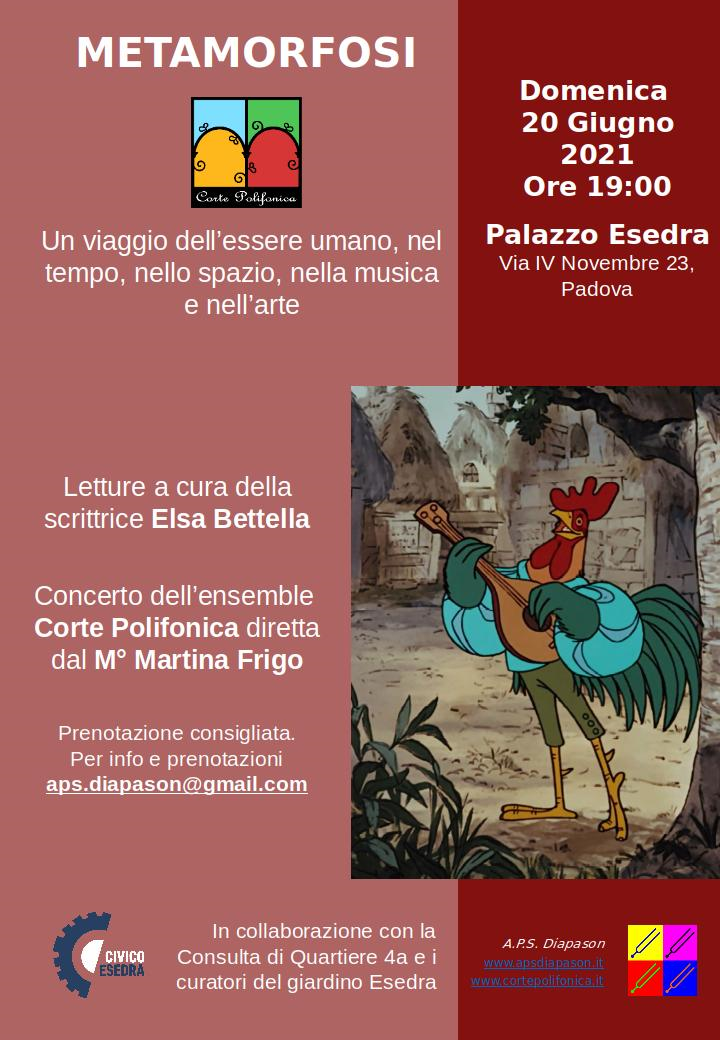 METAMORFOSI
Corte Polifonica
Un viaggio dell’essere umano, nel
tempo, nello spazio, nella musica
e nell’arte
Domenica
20 Giugno
2021
Ore 19:00
Palazzo Esedra
Via IV Novembre 23,
Padova
Letture a cura della
scrittrice Elsa Bettella
Concerto dell’ensemble
Corte Polifonica diretta
dal M° Martina Frigo
Prenotazione consigliata.
Per info e prenotazioni
aps.diapason@gmail.com
CIVICO
ESEDRA
In collaborazione con la
Consulta di Quartiere 4a e i
curatori del giardino Esedra
A.P.S. Diapason
www.apsdiapason.it
www.cortepolifonica.it